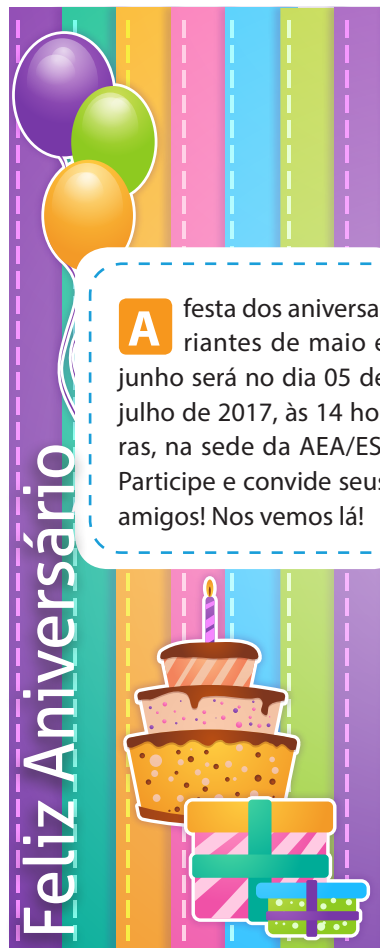 A festa dos aniversa
riantes de maio e
junho será no dia 05 de
julho de 2017, às 14 ho
ras, na sede da AEA/ES
Participe e convide seus
amigos! Nos vemos lá!
Feliz Aniversário